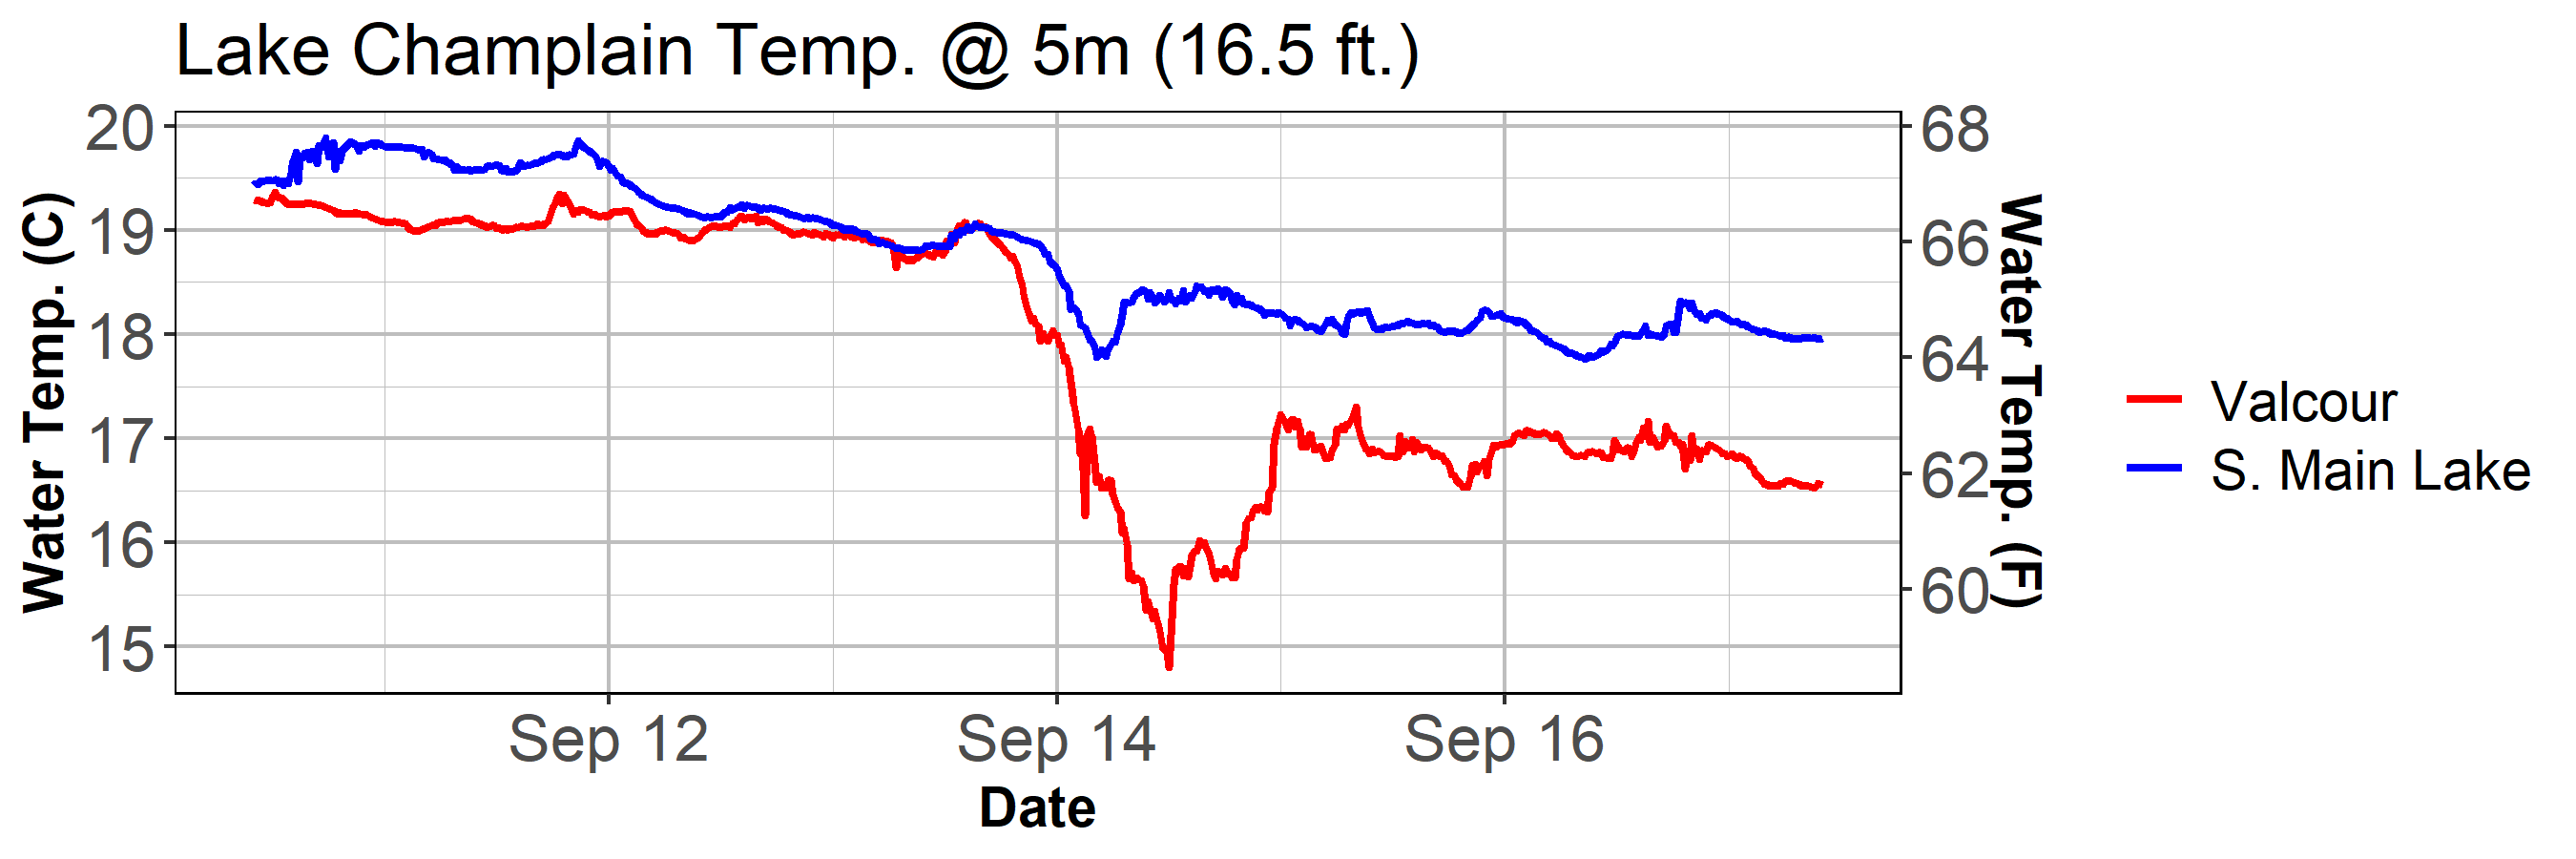 Lake Champlain Temp. @ 5m (16.5 ft.)
Water Temp. (C)
20
19
18
17
16
15
68
66
64
62
60
Water Temp. (F)
Sep 12
Sep 14
Sep 16
Date
Valcour
S. Main Lake